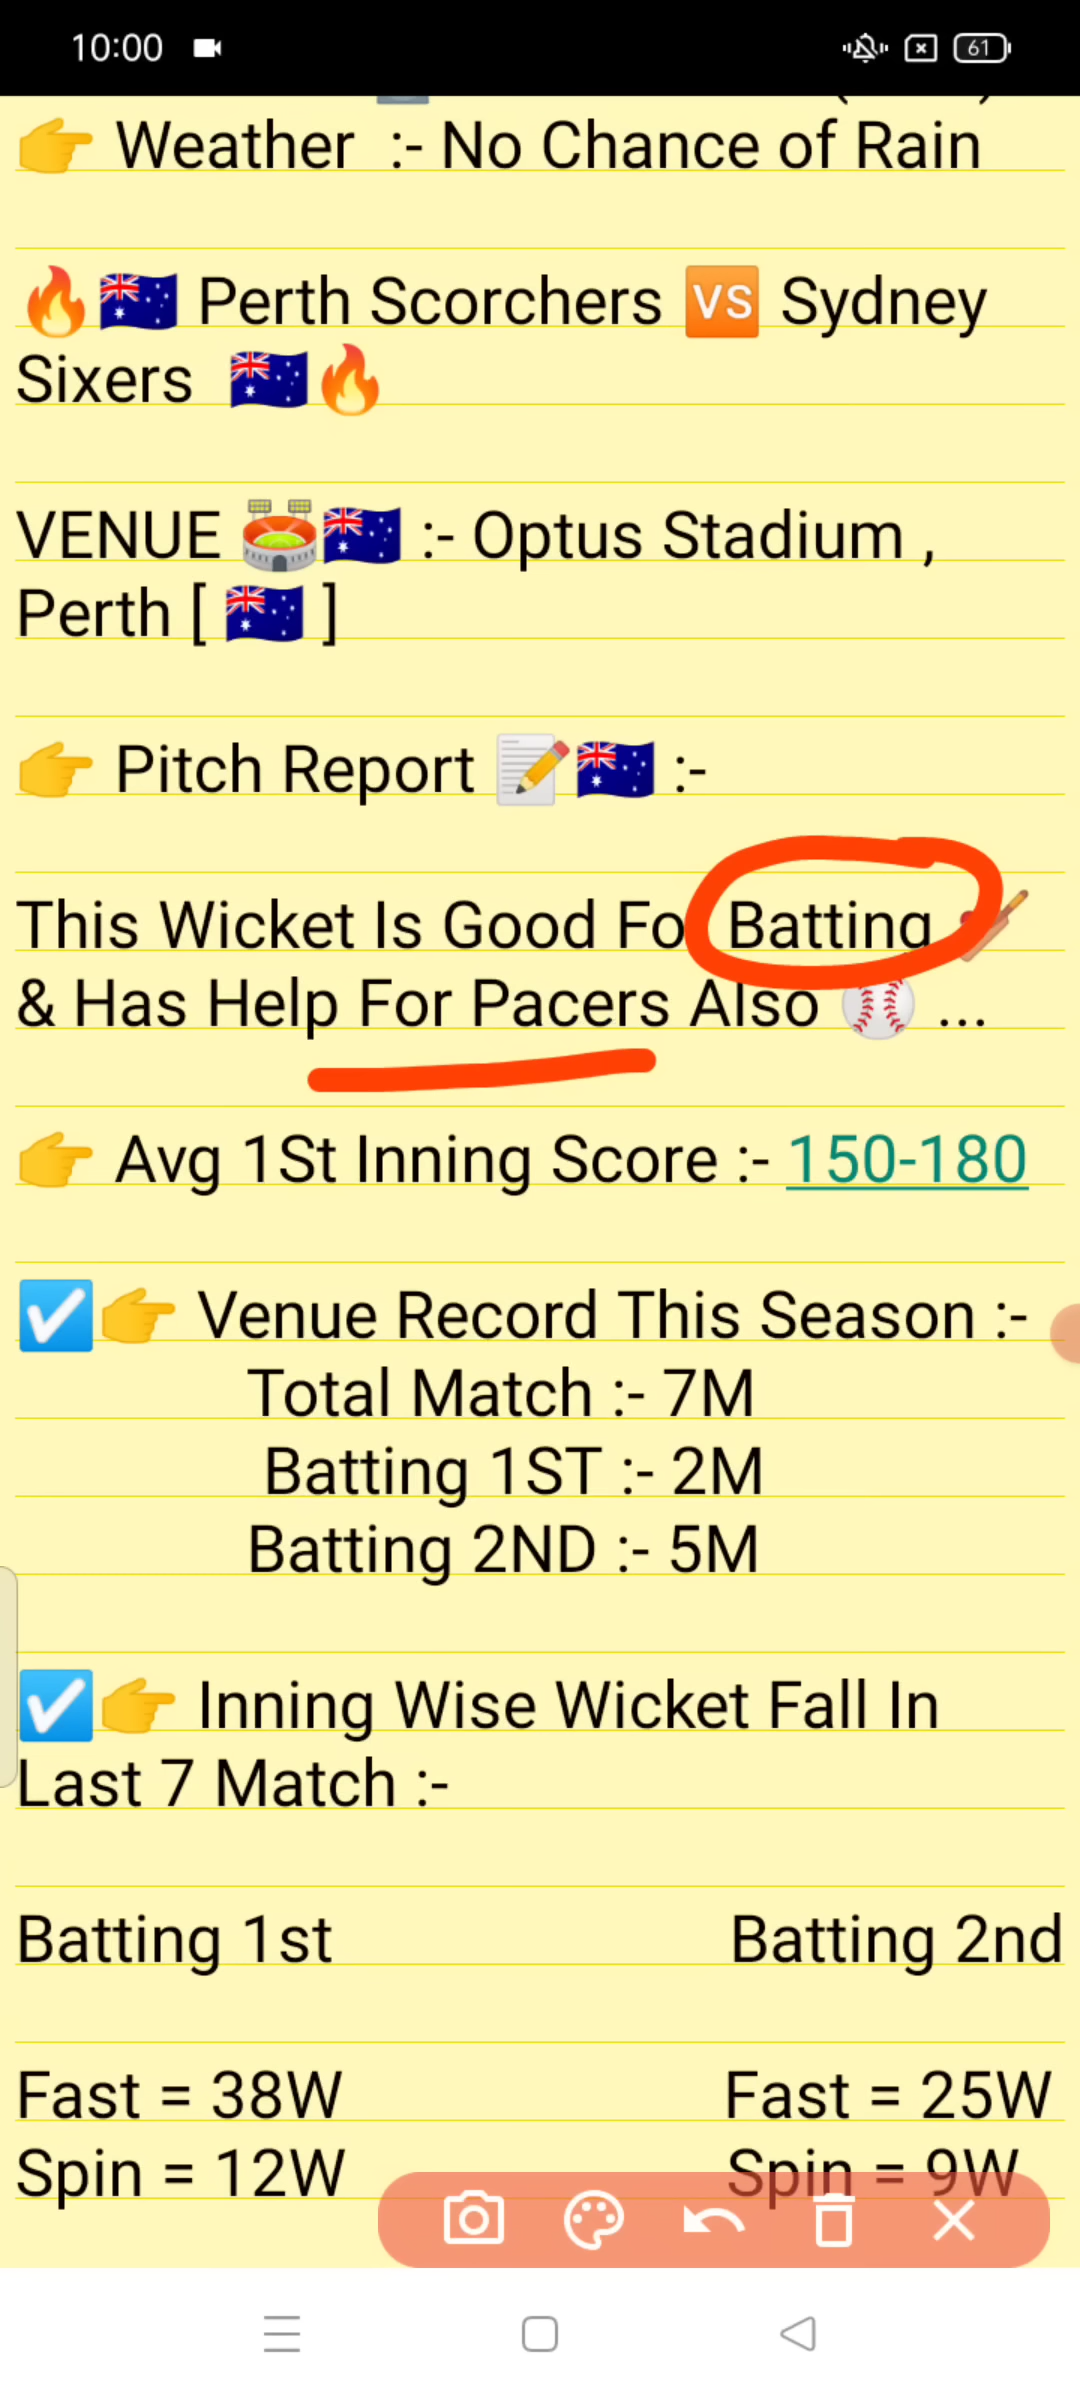 10:00 61
👉 Weather :- No Chance of Rain
🔥🇦🇺 Perth Scorchers 🆚 Sydney
Sixers 🇦🇺🔥
VENUE 🏟️🇦🇺 :- Optus Stadium ,
Perth [ 🇦🇺 ]
👉 Pitch Report 📝🇦🇺 :-
This Wicket Is Good For Batting 🏏
& Has Help For Pacers Also ⚾ ...
👉 Avg 1St Inning Score :- 150-180
☑️👉 Venue Record This Season :-
Total Match :- 7M
Batting 1ST :- 2M
Batting 2ND :- 5M
☑️👉 Inning Wise Wicket Fall In
Last 7 Match :-
Batting 1st Batting 2nd
Fast = 38W Fast = 25W
Spin = 12W Spin = 9W